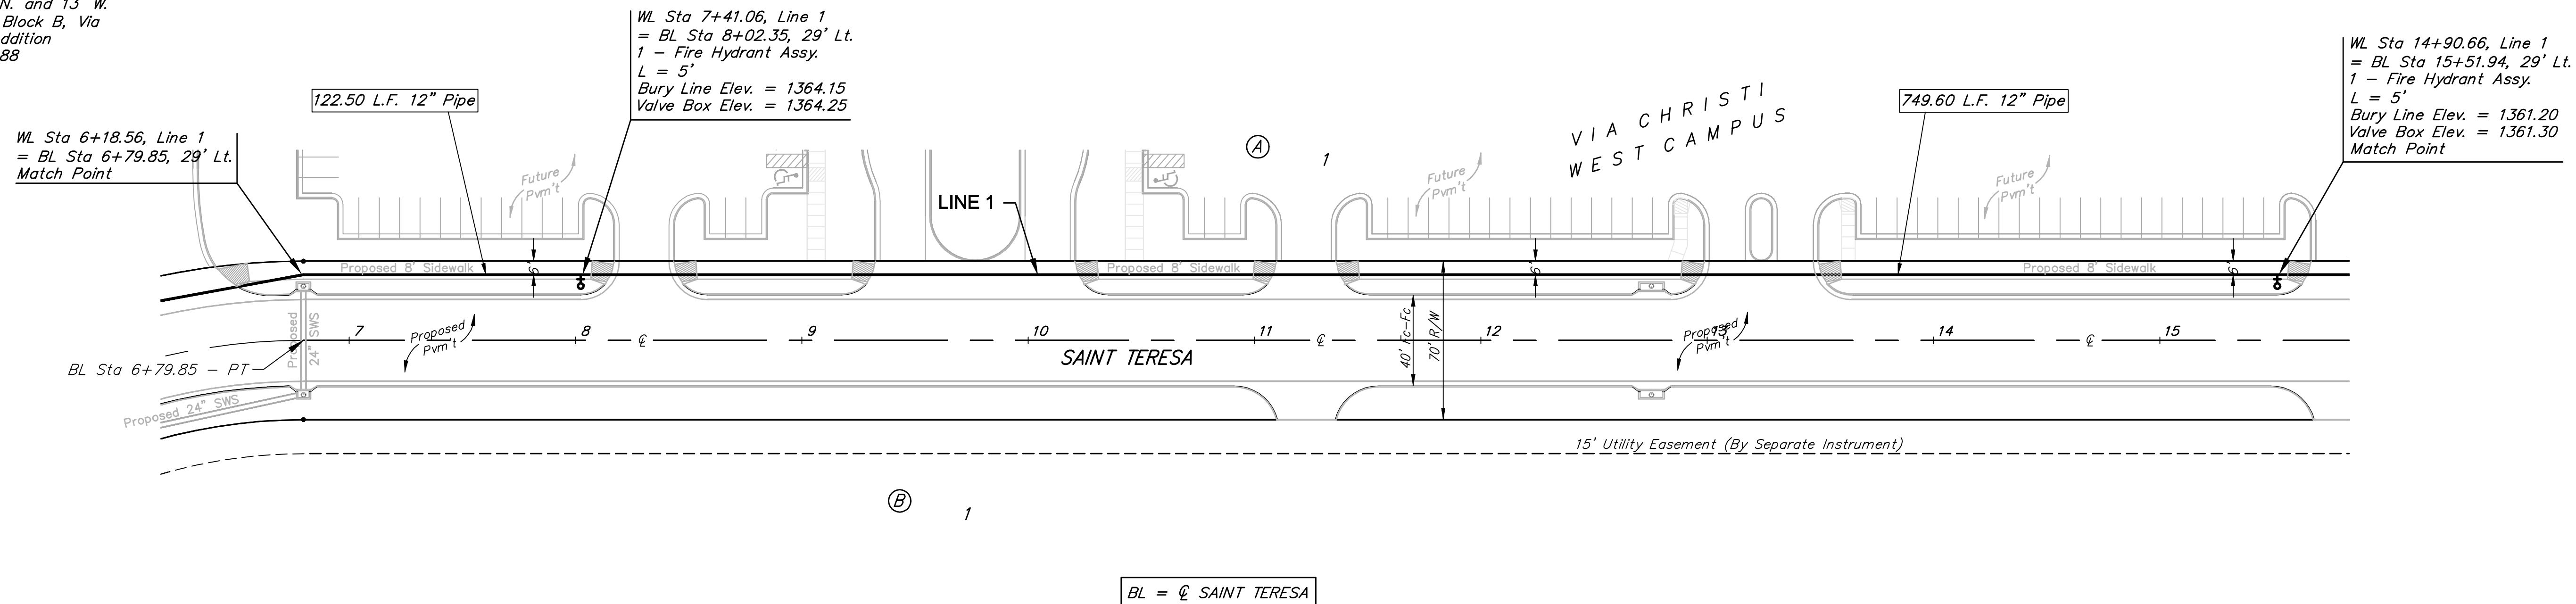 N. and 13' W.
Block B, Via
ddition
88
WL Sta 6+18.56, Line 1
= BL Sta 6+79.85, 29' Lt.
Match Point
122.50 L.F. 12" Pipe
WL Sta 7+41.06, Line 1
= BL Sta 8+02.35, 29' Lt.
1 - Fire Hydrant Assy.
L = 5'
Bury Line Elev. = 1364.15
Valve Box Elev. = 1364.25
VIA CHRISTI
WEST CAMPUS
749.60 L.F. 12" Pipe
WL Sta 14+90.66, Line 1
= BL Sta 15+51.94, 29' Lt.
1 - Fire Hydrant Assy.
L = 5'
Bury Line Elev. = 1361.20
Valve Box Elev. = 1361.30
Match Point
A
1
Future
Pvm't
LINE 1
Future
Pvm't
Future
Pvm't
Proposed 8' Sidewalk
6'
Proposed 8' Sidewalk
6'
Proposed 8' Sidewalk
6'
Proposed
24" SWS
7
Proposed
Pvm't
8
℄
9
10
11
℄
12
Proposed
Pvm't
13
14
℄
15
SAINT TERESA
40' Fc-Fc
70' R/W
BL Sta 6+79.85 - PT
Proposed 24" SWS
15' Utility Easement (By Separate Instrument)
B
1
BL = ℄ SAINT TERESA